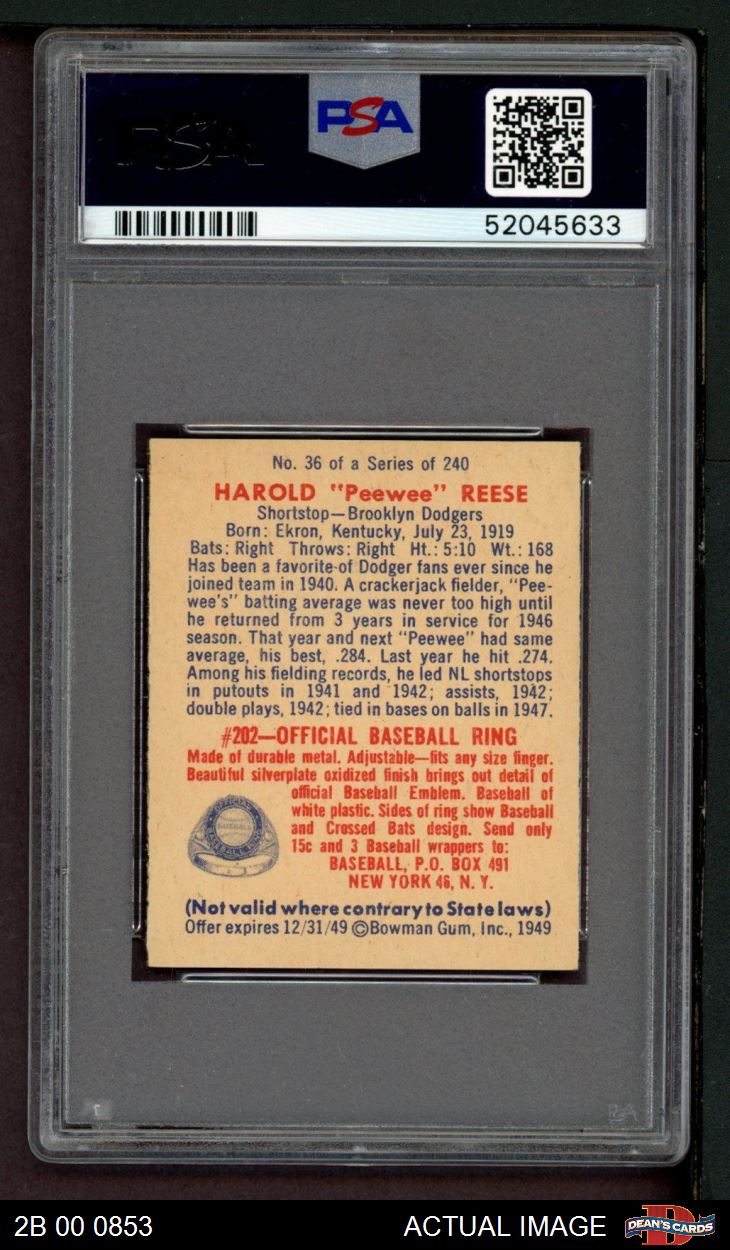 PSA
PSA
52045633
No. 36 of a Series of 240
HAROLD "Peewee" REESE
Shortstop—Brooklyn Dodgers
Born: Ekron, Kentucky, July 23, 1919
Bats: Right Throws: Right Ht.: 5:10 Wt.: 168
Has been a favorite of Dodger fans ever since he
joined team in 1940. A crackerjack fielder, "Pee-
wee's" batting average was never too high until
he returned from 3 years in service for 1946
season. That year and next "Peewee" had same
average, his best, .284. Last year he hit .274.
Among his fielding records, he led NL shortstops
in putouts in 1941 and 1942; assists, 1942;
double plays, 1942; tied in bases on balls in 1947.
#202—OFFICIAL BASEBALL RING
Made of durable metal. Adjustable—fits any size finger.
Beautiful silverplate oxidized finish brings out detail of
official Baseball Emblem. Baseball of
white plastic. Sides of ring show Baseball
and Crossed Bats design. Send only
15c and 3 Baseball wrappers to:
BASEBALL, P.O. BOX 491
NEW YORK 46, N. Y.
OFFICIAL
BASEBALL
BASEBALL RING
(Not valid where contrary to State laws)
Offer expires 12/31/49 ©Bowman Gum, Inc., 1949
PSA
2B 00 0853
ACTUAL IMAGE
D
DEAN'S CARDS